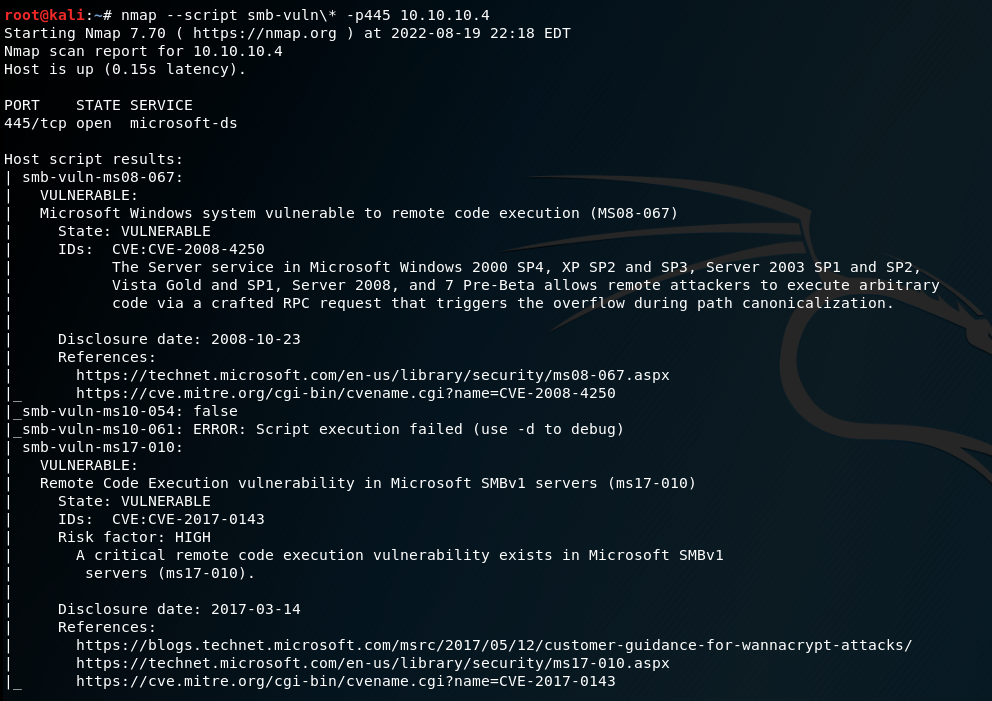 root@kali:~# nmap --script smb-vuln\* -p445 10.10.10.4
Starting Nmap 7.70 ( https://nmap.org ) at 2022-08-19 22:18 EDT
Nmap scan report for 10.10.10.4
Host is up (0.15s latency).

PORT    STATE SERVICE
445/tcp open  microsoft-ds

Host script results:
| smb-vuln-ms08-067:
|   VULNERABLE:
|   Microsoft Windows system vulnerable to remote code execution (MS08-067)
|     State: VULNERABLE
|     IDs:  CVE:CVE-2008-4250
|           The Server service in Microsoft Windows 2000 SP4, XP SP2 and SP3, Server 2003 SP1 and SP2,
|           Vista Gold and SP1, Server 2008, and 7 Pre-Beta allows remote attackers to execute arbitrary
|           code via a crafted RPC request that triggers the overflow during path canonicalization.
|
|     Disclosure date: 2008-10-23
|     References:
|       https://technet.microsoft.com/en-us/library/security/ms08-067.aspx
|_      https://cve.mitre.org/cgi-bin/cvename.cgi?name=CVE-2008-4250
|_smb-vuln-ms10-054: false
|_smb-vuln-ms10-061: ERROR: Script execution failed (use -d to debug)
| smb-vuln-ms17-010:
|   VULNERABLE:
|   Remote Code Execution vulnerability in Microsoft SMBv1 servers (ms17-010)
|     State: VULNERABLE
|     IDs:  CVE:CVE-2017-0143
|     Risk factor: HIGH
|       A critical remote code execution vulnerability exists in Microsoft SMBv1
|        servers (ms17-010).
|
|     Disclosure date: 2017-03-14
|     References:
|       https://blogs.technet.microsoft.com/msrc/2017/05/12/customer-guidance-for-wannacrypt-attacks/
|       https://technet.microsoft.com/en-us/library/security/ms17-010.aspx
|_      https://cve.mitre.org/cgi-bin/cvename.cgi?name=CVE-2017-0143